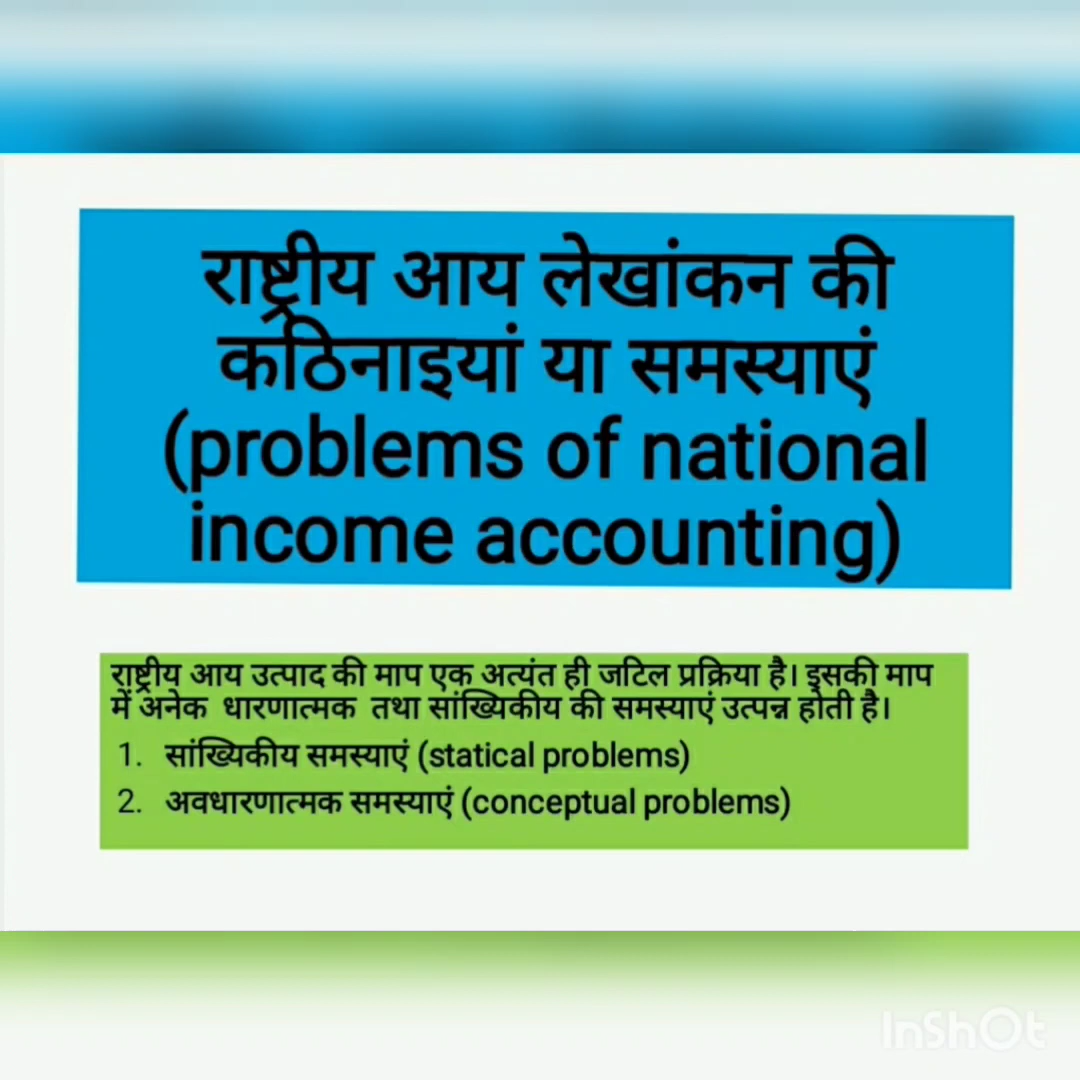 राष्ट्रीय आय लेखांकन की
कठिनाइयां या समस्याएं
(problems of national
income accounting)
राष्ट्रीय आय उत्पाद की माप एक अत्यंत ही जटिल प्रक्रिया है। इसकी माप
में अनेक धारणात्मक तथा सांख्यिकीय की समस्याएं उत्पन्न होती है।
1. सांख्यिकीय समस्याएं (statical problems)
2. अवधारणात्मक समस्याएं (conceptual problems)
InShOt